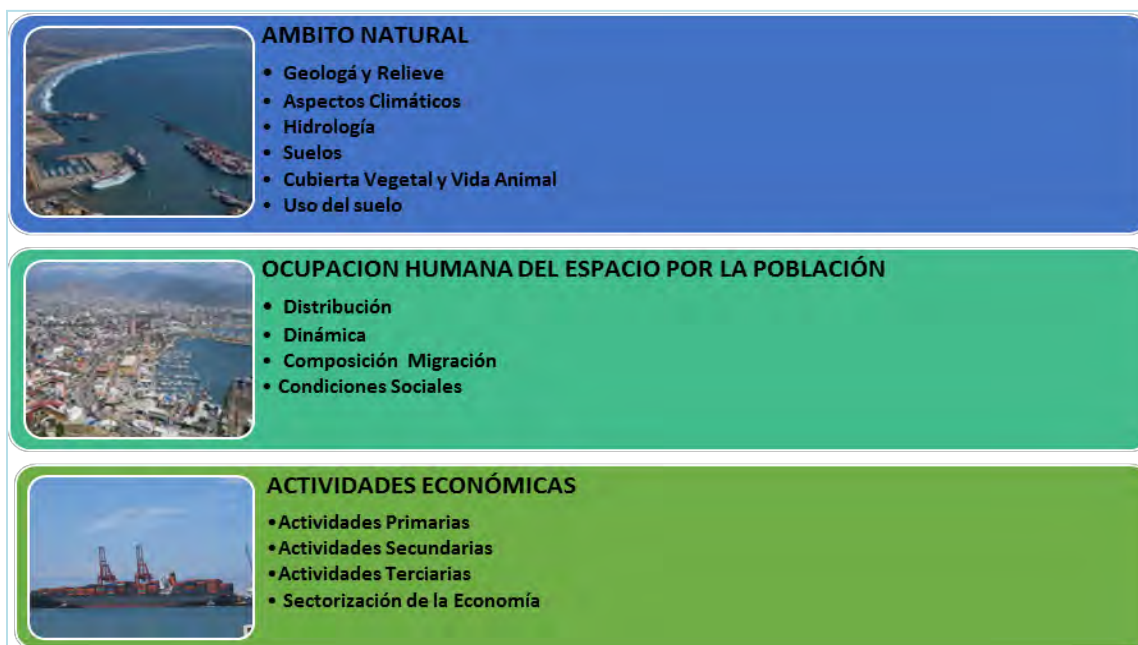 AMBITO NATURAL
• Geologá y Relieve
• Aspectos Climáticos
• Hidrología
• Suelos
• Cubierta Vegetal y Vida Animal
• Uso del suelo
OCUPACION HUMANA DEL ESPACIO POR LA POBLACIÓN
• Distribución
• Dinámica
• Composición Migración
• Condiciones Sociales
ACTIVIDADES ECONÓMICAS
•Actividades Primarias
•Actividades Secundarias
•Actividades Terciarias
• Sectorización de la Economía